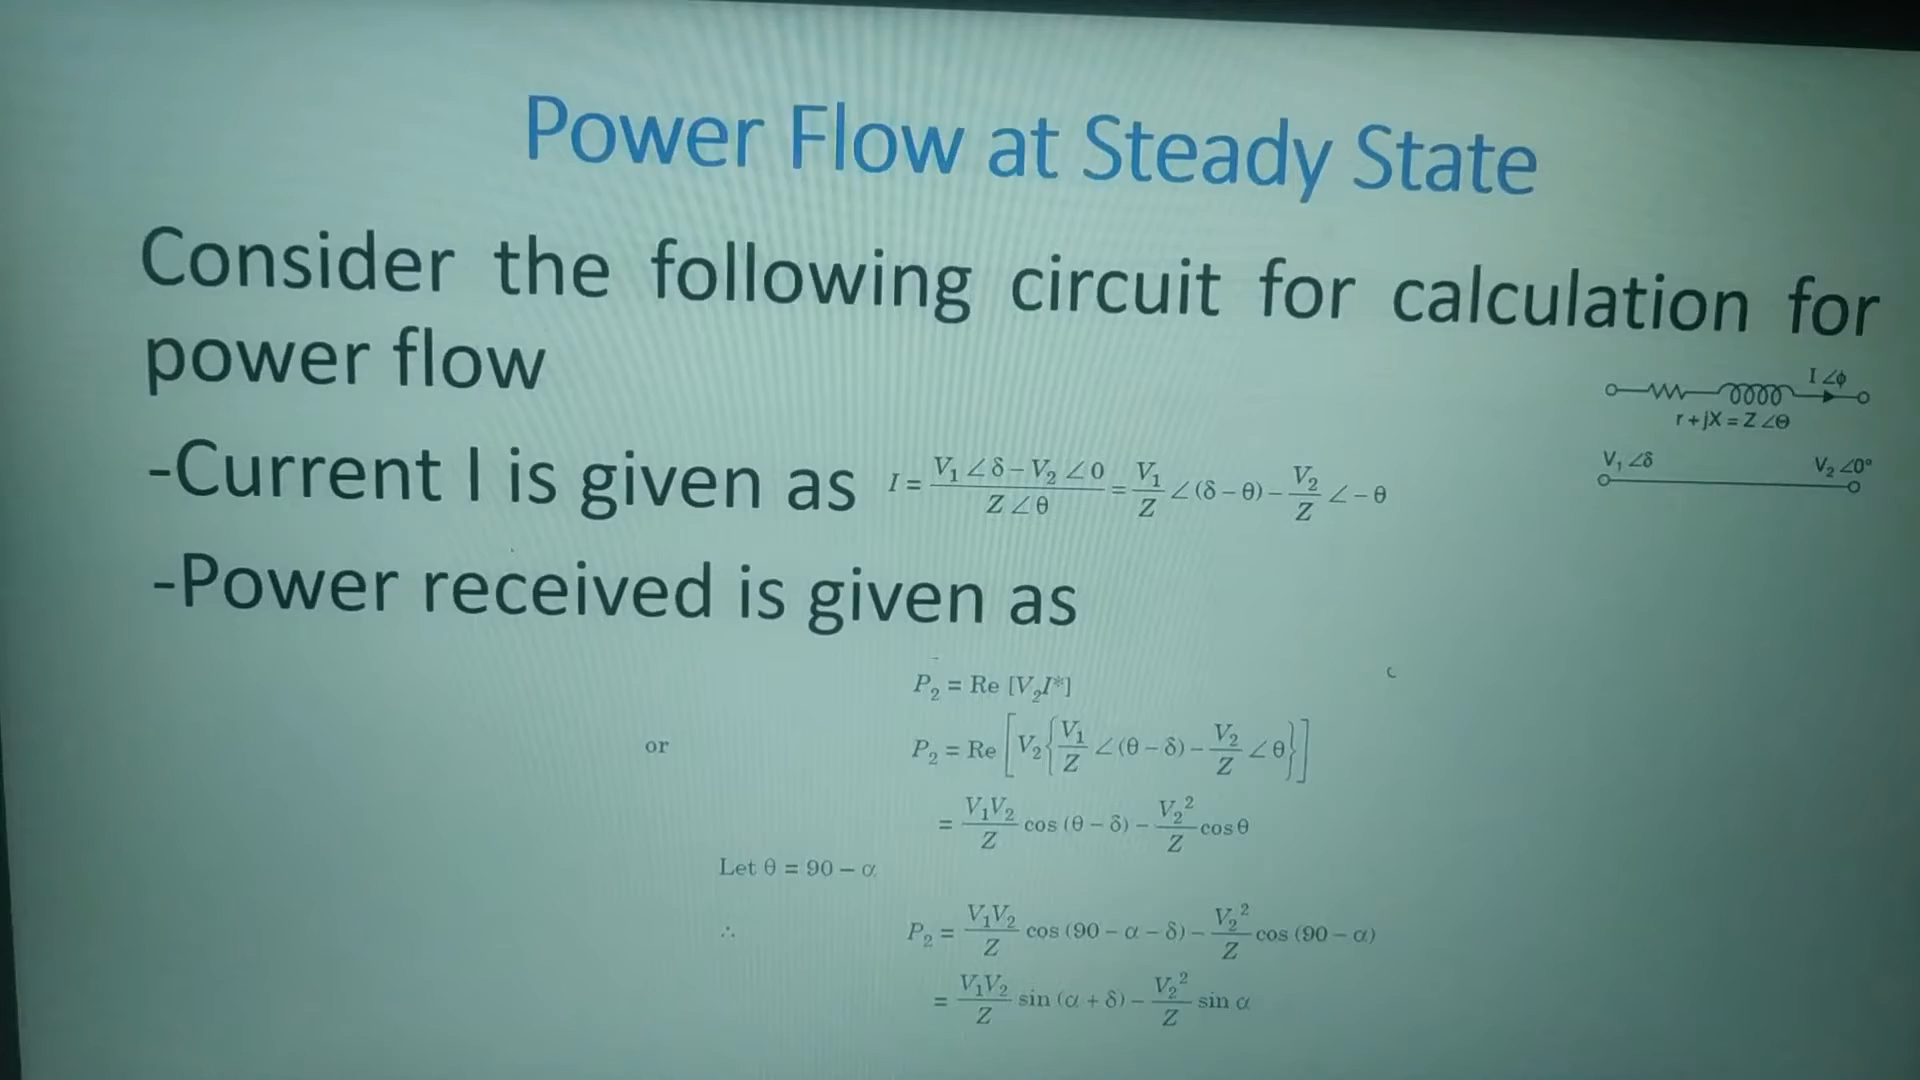 Power Flow at Steady State
Consider the following circuit for calculation for
power flow
I ∠ϕ
r + jX = Z ∠Θ
V₁ ∠δ V₂ ∠0°
-Current I is given as I = (V₁ ∠ δ – V₂ ∠ 0)/(Z ∠ θ) = V₁/Z ∠ (δ – θ) – V₂/Z ∠ – θ
-Power received is given as
P₂ = Re [V₂I*]
or P₂ = Re [V₂{V₁/Z ∠ (θ – δ) – V₂/Z ∠ θ}]
= V₁V₂/Z cos (θ – δ) – V₂²/Z cos θ
Let θ = 90 – α
∴ P₂ = V₁V₂/Z cos (90 – α – δ) – V₂²/Z cos (90 – α)
= V₁V₂/Z sin (α + δ) – V₂²/Z sin α